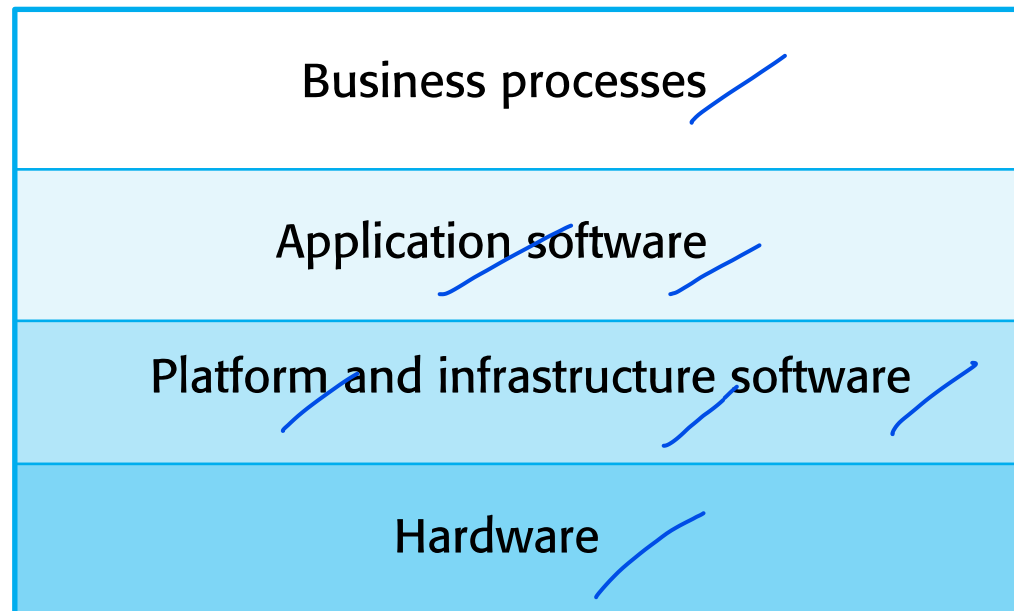 Business processes
Application software
Platform and infrastructure software
Hardware